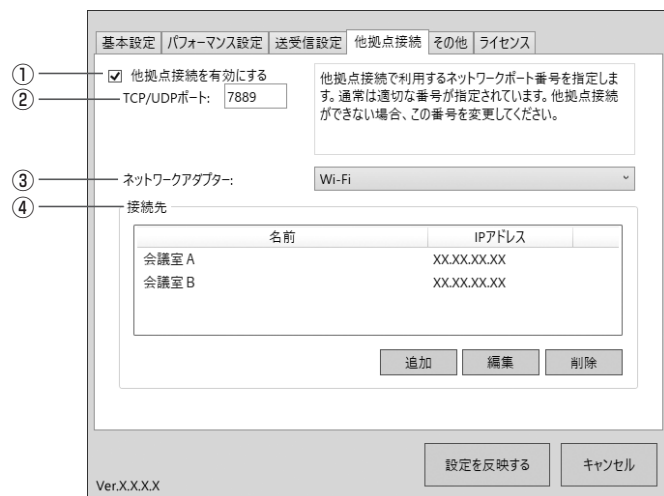 基本設定 パフォーマンス設定 送受信設定 他拠点接続 その他 ライセンス
① 他拠点接続を有効にする
② TCP/UDPポート: 7889
他拠点接続で利用するネットワークポート番号を指定しま
す。通常は適切な番号が指定されています。他拠点接続
ができない場合、この番号を変更してください。
③ ネットワークアダプター: Wi-Fi
④ 接続先
名前 IPアドレス
会議室 A XX.XX.XX.XX
会議室 B XX.XX.XX.XX
追加 編集 削除
設定を反映する キャンセル
Ver.X.X.X.X